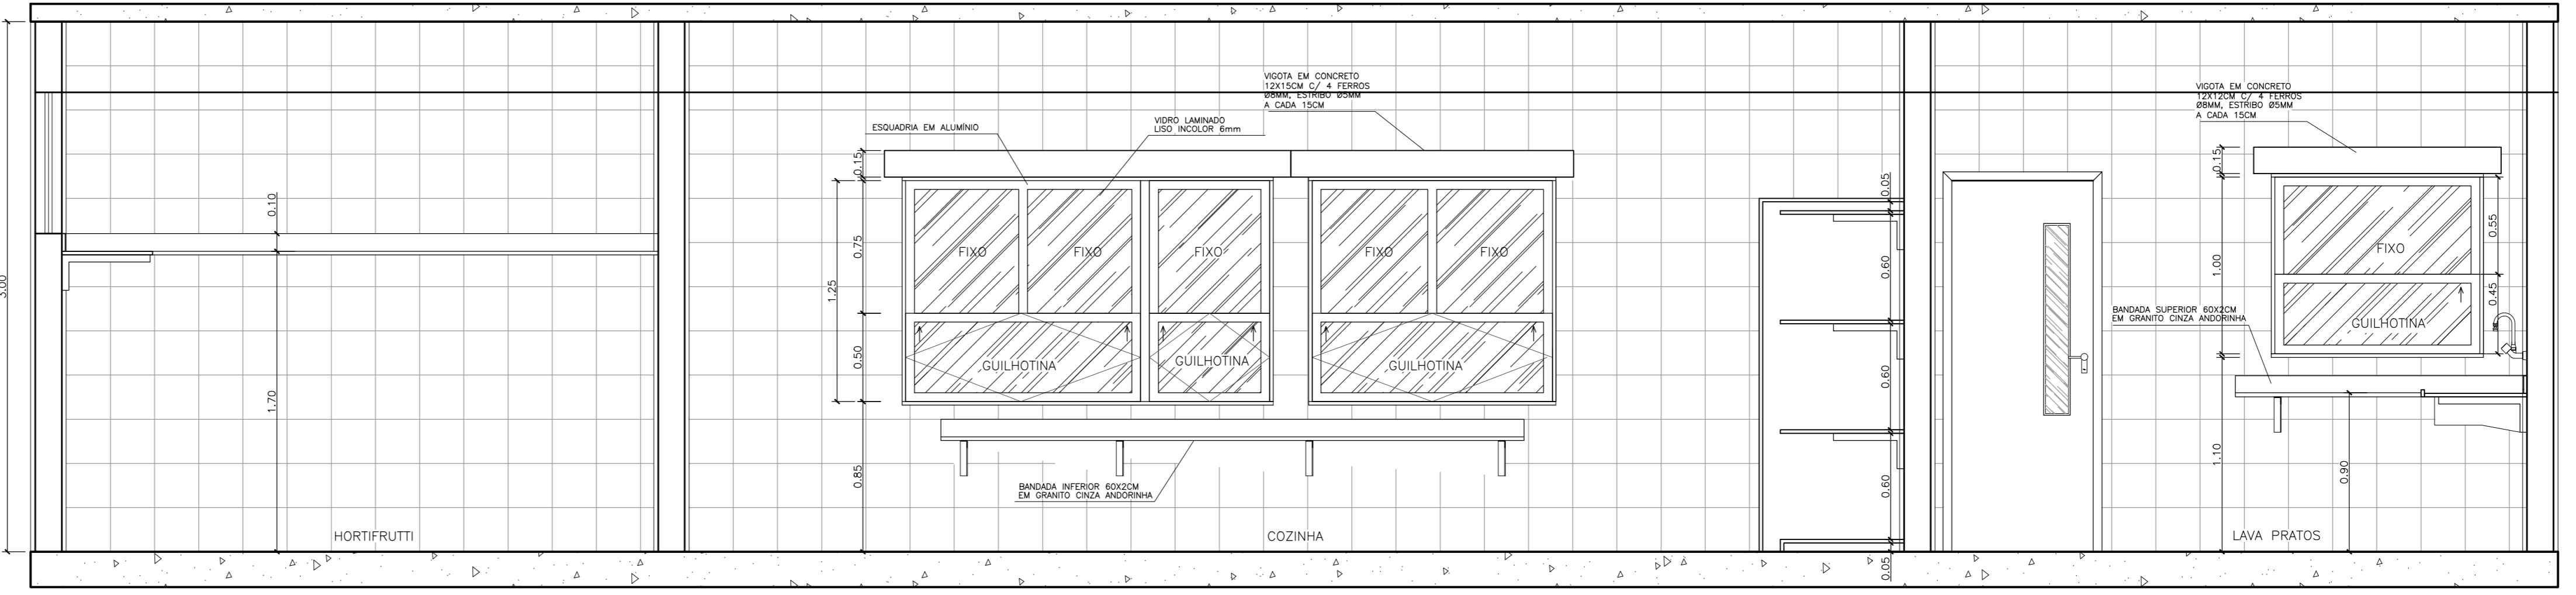 VIGOTA EM CONCRETO
12X15CM C/ 4 FERROS
Ø8MM, ESTRIBO Ø5MM
A CADA 15CM
VIGOTA EM CONCRETO
12X12CM C/ 4 FERROS
Ø8MM, ESTRIBO Ø5MM
A CADA 15CM
ESQUADRIA EM ALUMÍNIO
VIDRO LAMINADO
LISO INCOLOR 6mm
3.00
0.10
1.70
HORTIFRUTTI
0.15
1.25
0.75
0.50
0.85
FIXO
FIXO
FIXO
FIXO
FIXO
GUILHOTINA
GUILHOTINA
GUILHOTINA
BANDADA INFERIOR 60X2CM
EM GRANITO CINZA ANDORINHA
COZINHA
0.05
0.60
0.60
0.60
0.05
0.15
1.00
1.10
0.55
0.45
0.90
FIXO
GUILHOTINA
BANDADA SUPERIOR 60X2CM
EM GRANITO CINZA ANDORINHA
LAVA PRATOS